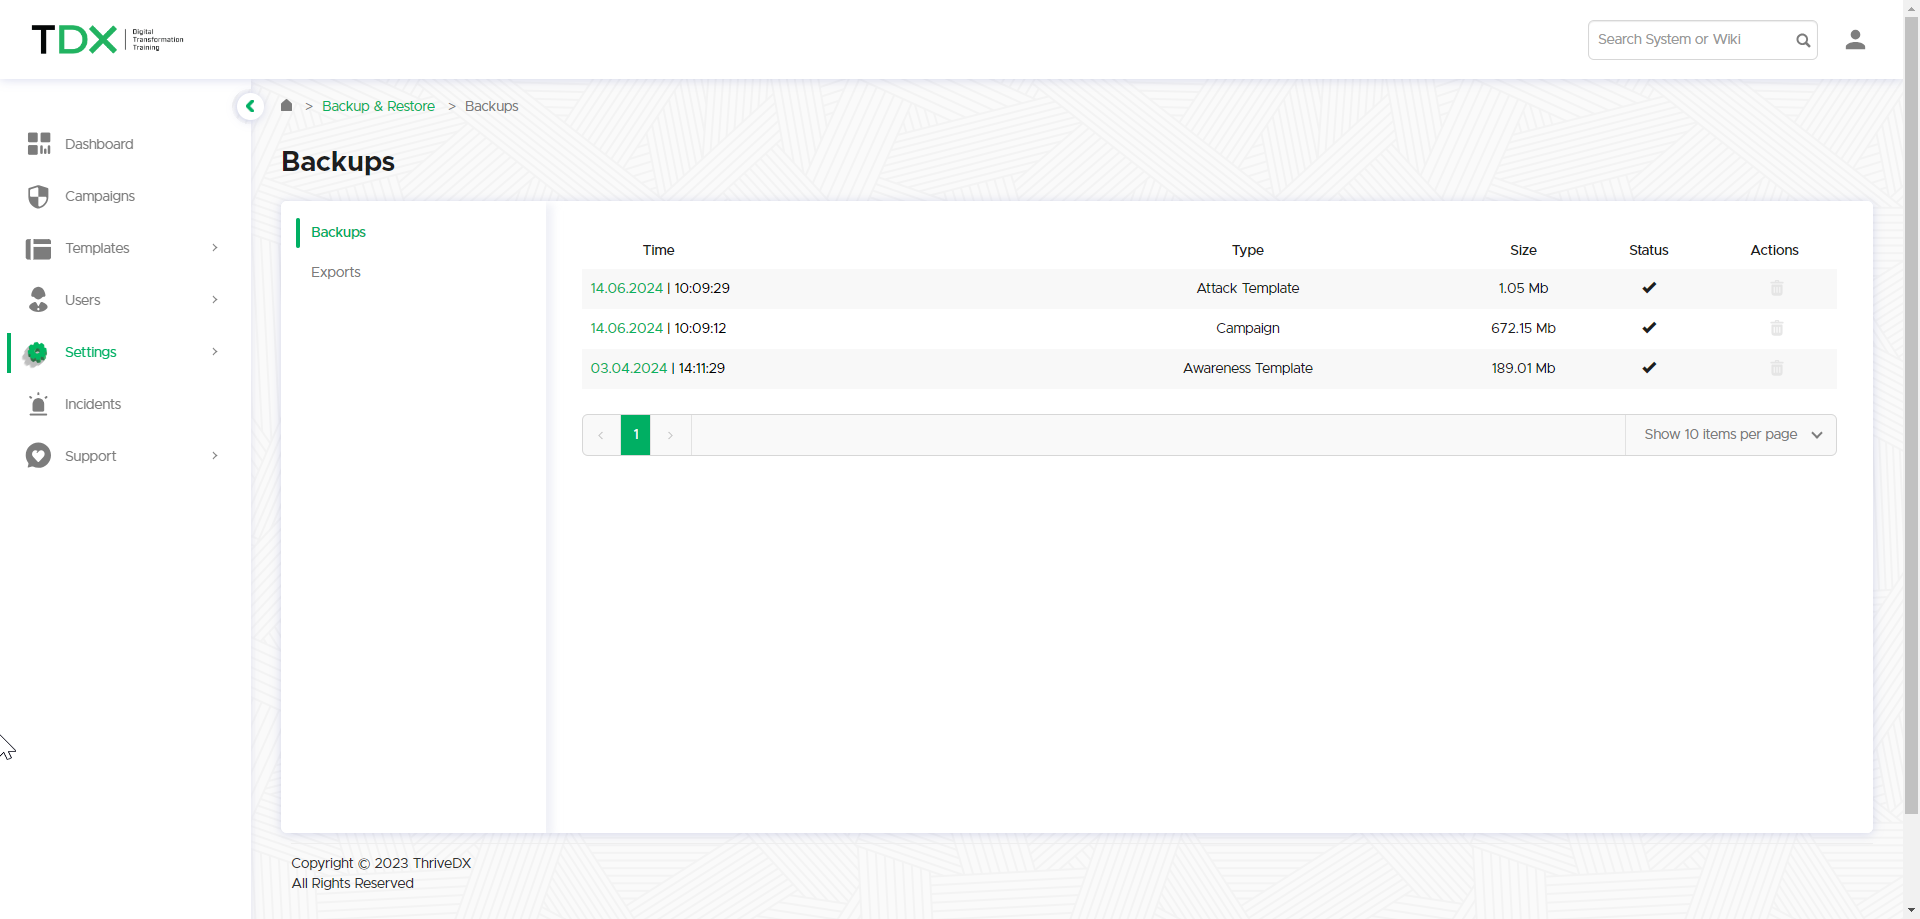 TDX
Digital
Transformation
Training
Search System or Wiki
> Backup & Restore > Backups
Dashboard
Campaigns
Templates
Users
Settings
Incidents
Support
Backups
Backups
Exports
Time Type Size Status Actions
14.06.2024 | 10:09:29 Attack Template 1.05 Mb
14.06.2024 | 10:09:12 Campaign 672.15 Mb
03.04.2024 | 14:11:29 Awareness Template 189.01 Mb
< 1 > Show 10 items per page
Copyright © 2023 ThriveDX
All Rights Reserved